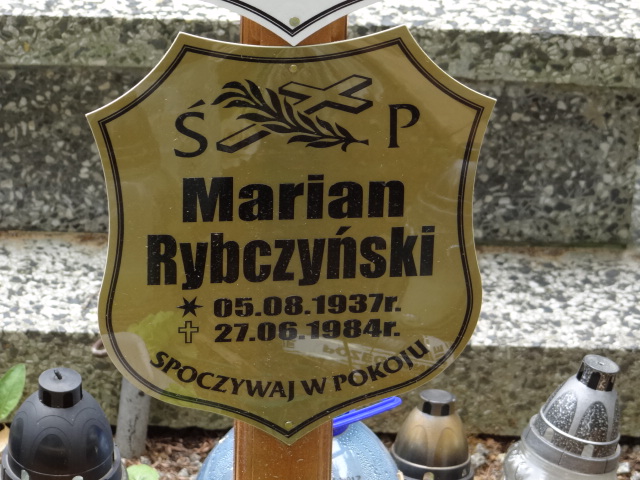 Ś P
Marian
Rybczyński
05.08.1937r.
27.06.1984r.
SPOCZYWAJ W POKOJU